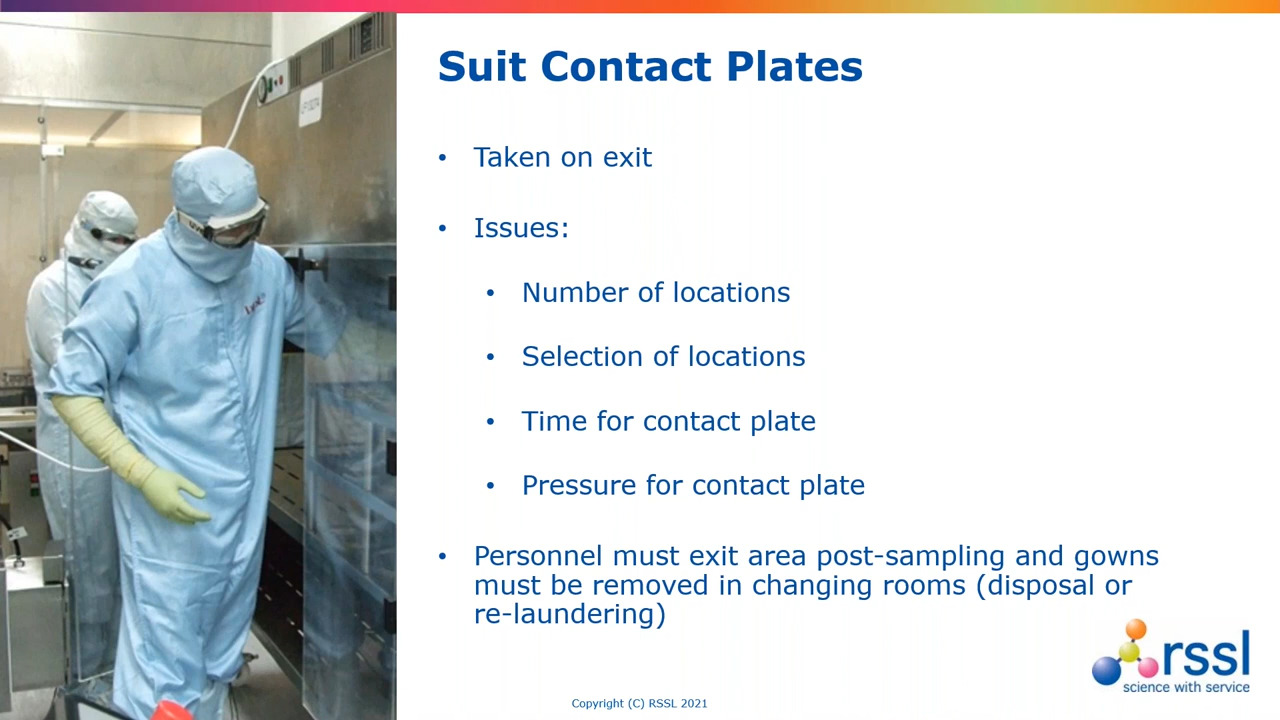 Suit Contact Plates
• Taken on exit
• Issues:
• Number of locations
• Selection of locations
• Time for contact plate
• Pressure for contact plate
• Personnel must exit area post-sampling and gowns
must be removed in changing rooms (disposal or
re-laundering)
rssl
science with service
Copyright (C) RSSL 2021